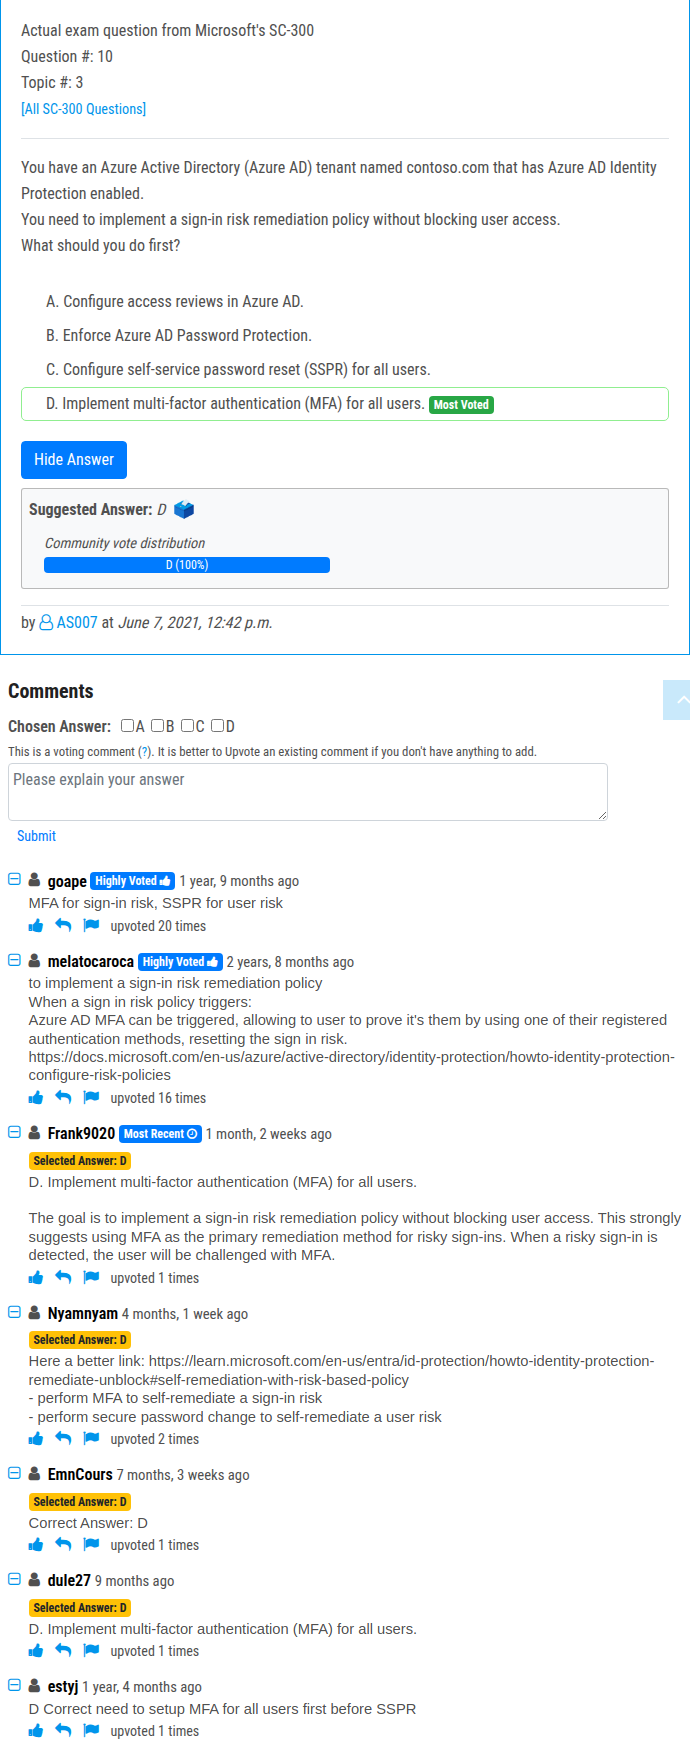 Actual exam question from Microsoft's SC-300
Question #: 10
Topic #: 3
[All SC-300 Questions]
You have an Azure Active Directory (Azure AD) tenant named contoso.com that has Azure AD Identity
Protection enabled.
You need to implement a sign-in risk remediation policy without blocking user access.
What should you do first?
A. Configure access reviews in Azure AD.
B. Enforce Azure AD Password Protection.
C. Configure self-service password reset (SSPR) for all users.
D. Implement multi-factor authentication (MFA) for all users. Most Voted
Hide Answer
Suggested Answer: D
Community vote distribution
D (100%)
by AS007 at June 7, 2021, 12:42 p.m.
Comments
Chosen Answer: A B C D
This is a voting comment (?). It is better to Upvote an existing comment if you don't have anything to add.
Please explain your answer
Submit
goape Highly Voted 1 year, 9 months ago
MFA for sign-in risk, SSPR for user risk
upvoted 20 times
melatocaroca Highly Voted 2 years, 8 months ago
to implement a sign-in risk remediation policy
When a sign in risk policy triggers:
Azure AD MFA can be triggered, allowing to user to prove it's them by using one of their registered
authentication methods, resetting the sign in risk.
https://docs.microsoft.com/en-us/azure/active-directory/identity-protection/howto-identity-protection-
configure-risk-policies
upvoted 16 times
Frank9020 Most Recent 1 month, 2 weeks ago
Selected Answer: D
D. Implement multi-factor authentication (MFA) for all users.
The goal is to implement a sign-in risk remediation policy without blocking user access. This strongly
suggests using MFA as the primary remediation method for risky sign-ins. When a risky sign-in is
detected, the user will be challenged with MFA.
upvoted 1 times
Nyamnyam 4 months, 1 week ago
Selected Answer: D
Here a better link: https://learn.microsoft.com/en-us/entra/id-protection/howto-identity-protection-
remediate-unblock#self-remediation-with-risk-based-policy
- perform MFA to self-remediate a sign-in risk
- perform secure password change to self-remediate a user risk
upvoted 2 times
EmnCours 7 months, 3 weeks ago
Selected Answer: D
Correct Answer: D
upvoted 1 times
dule27 9 months ago
Selected Answer: D
D. Implement multi-factor authentication (MFA) for all users.
upvoted 1 times
estyj 1 year, 4 months ago
D Correct need to setup MFA for all users first before SSPR
upvoted 1 times